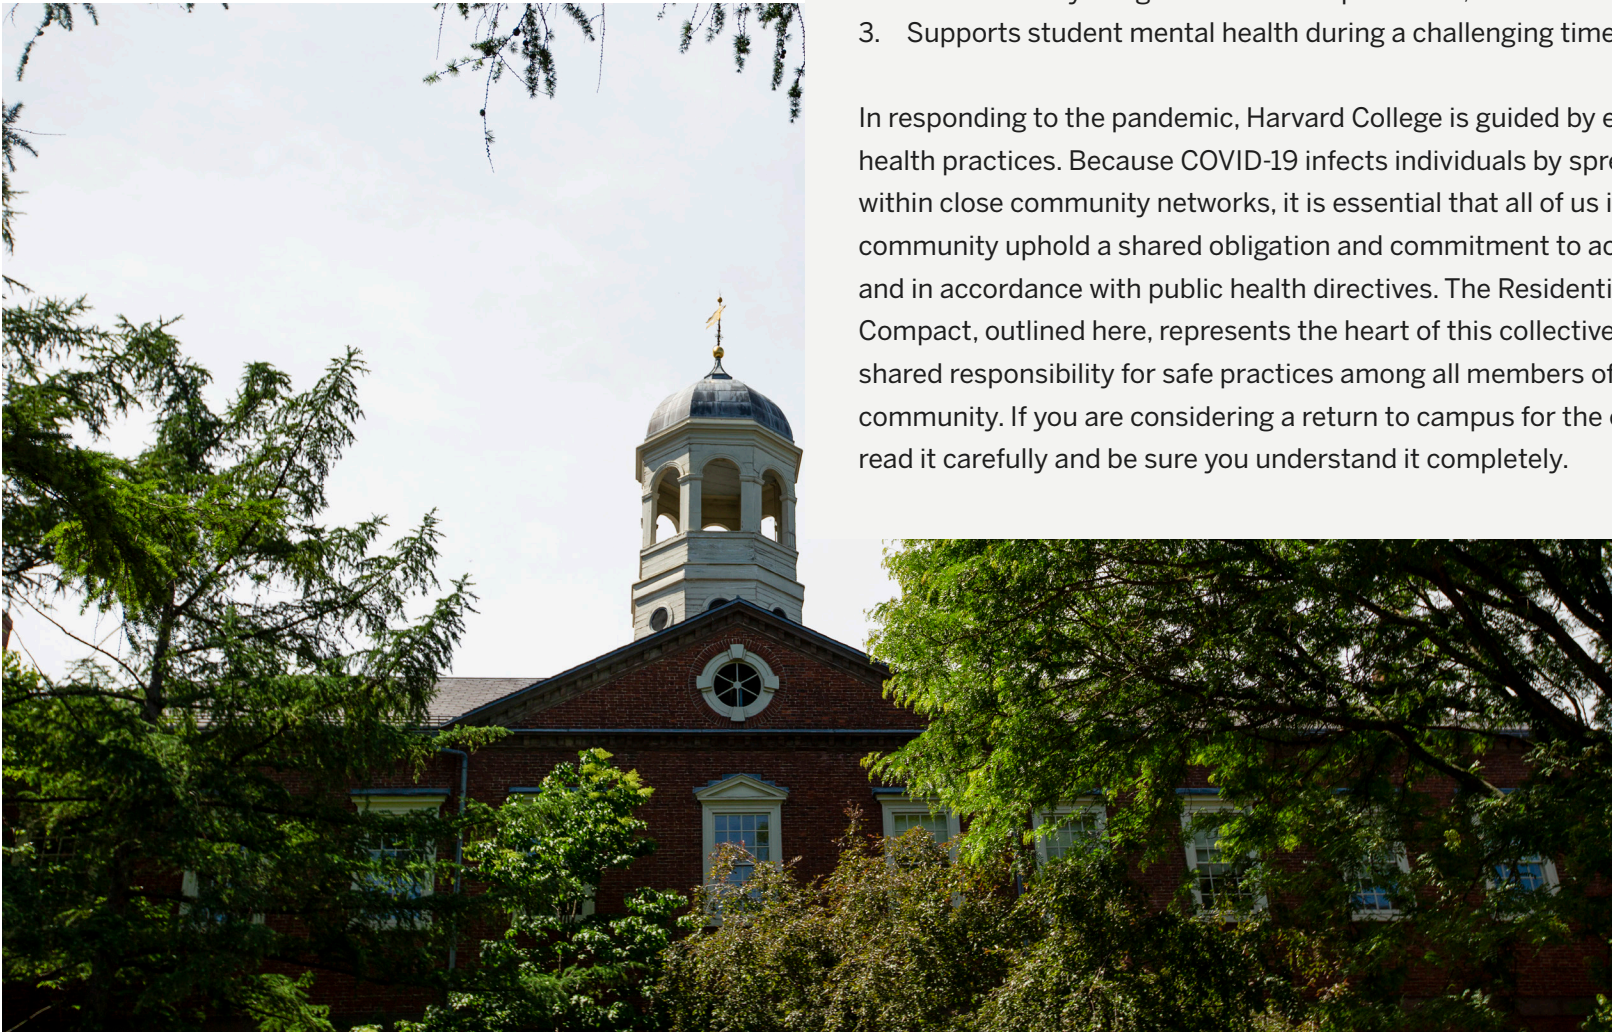 3. Supports student mental health during a challenging time
In responding to the pandemic, Harvard College is guided by
health practices. Because COVID-19 infects individuals by
within close community networks, it is essential that all of us
community uphold a shared obligation and commitment to
and in accordance with public health directives. The
Compact, outlined here, represents the heart of this collective
shared responsibility for safe practices among all members of
community. If you are considering a return to campus for the
read it carefully and be sure you understand it completely.